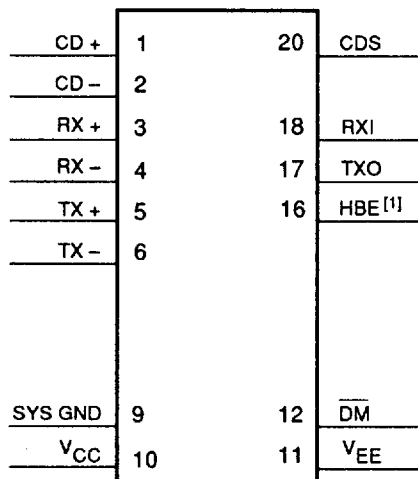 CD + 1 20 CDS
CD – 2
RX + 3 18 RXI
RX – 4 17 TXO
TX + 5 16 HBE [1]
TX – 6
SYS GND 9 12 DM
VCC 10 11 VEE